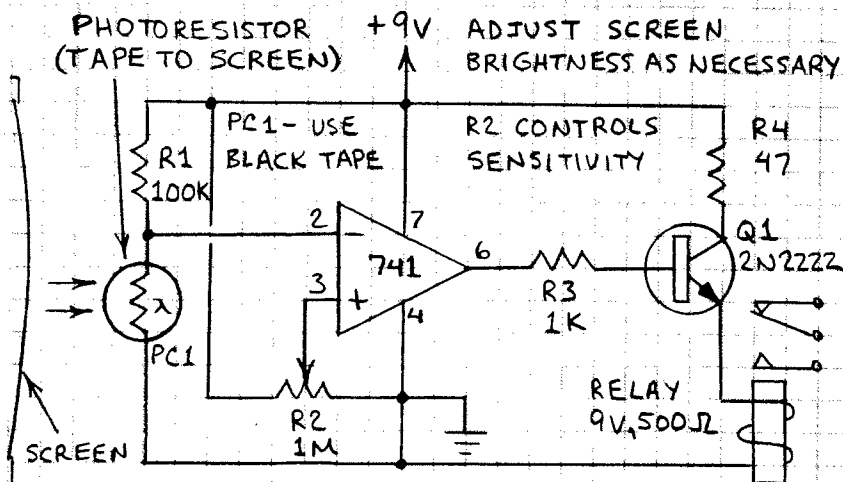 PHOTORESISTOR
(TAPE TO SCREEN)
+9V
ADJUST SCREEN
BRIGHTNESS AS NECESSARY
R1
100K
PC1 - USE
BLACK TAPE
R2 CONTROLS
SENSITIVITY
R4
47
2
7
-
741
6
3
+
4
Q1
2N2222
R3
1K
λ
PC1
R2
1M
RELAY
9V, 500Ω
SCREEN